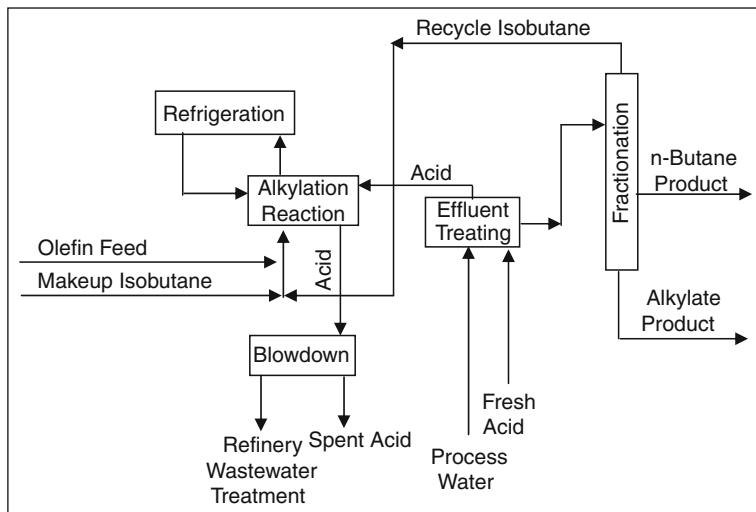 Recycle Isobutane
Refrigeration
Fractionation
n-Butane
Product
Acid
Alkylation
Reaction
Effluent
Treating
Olefin Feed
Makeup Isobutane
Acid
Alkylate
Product
Blowdown
Fresh
Acid
Refinery
Wastewater
Treatment
Spent Acid
Process
Water